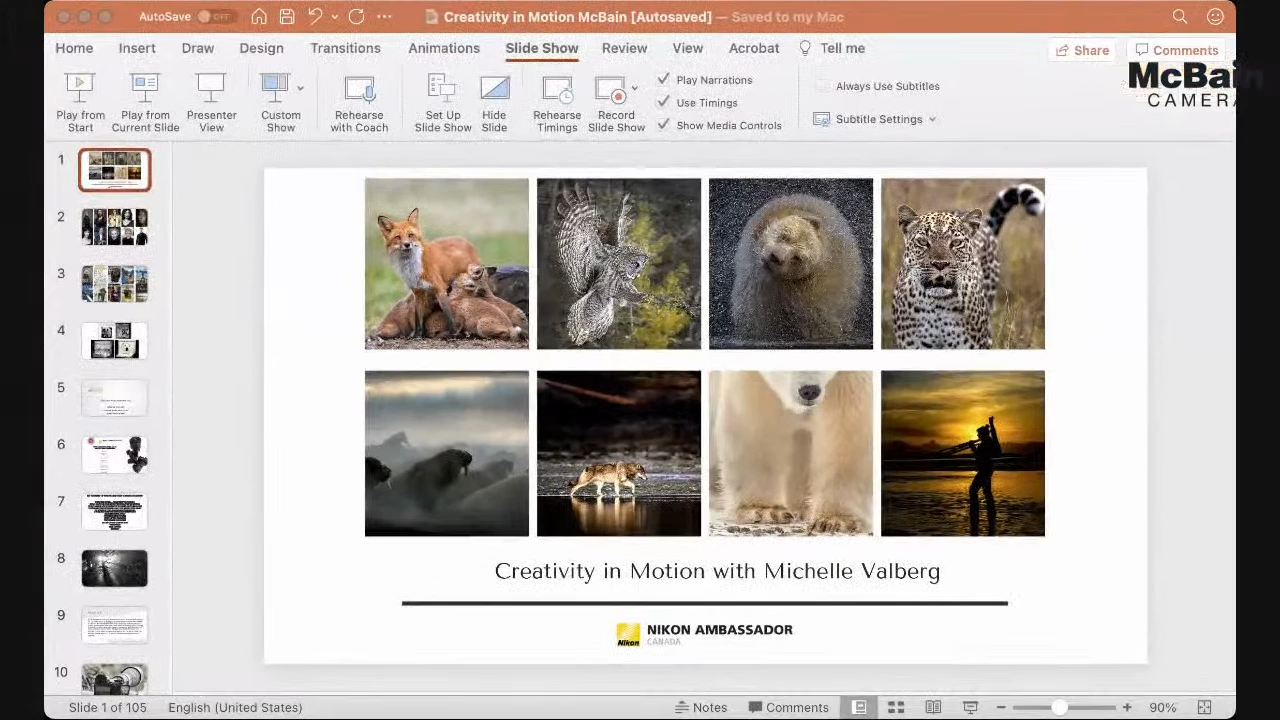 AutoSave OFF
Creativity in Motion McBain [Autosaved] — Saved to my Mac
Home Insert Draw Design Transitions Animations Slide Show Review View Acrobat Tell me
Share Comments
McBain
CAMERA
Play from Start
Play from Current Slide
Presenter View
Custom Show
Rehearse with Coach
Set Up Slide Show
Hide Slide
Rehearse Timings
Record Slide Show
Play Narrations
Use Timings
Show Media Controls
Always Use Subtitles
Subtitle Settings
1
2
3
4
5
6
7
8
9
10
Creativity in Motion with Michelle Valberg
Nikon
NIKON AMBASSADOR
CANADA
Slide 1 of 105 English (United States) Notes Comments 90%